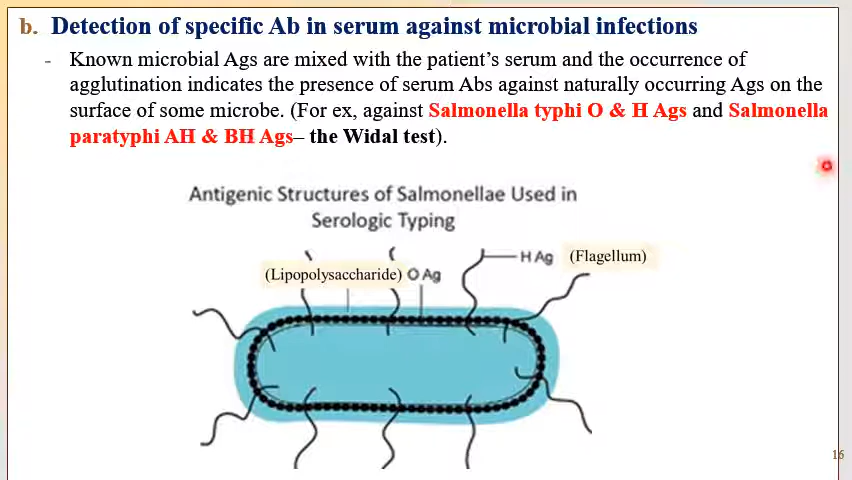 b. Detection of specific Ab in serum against microbial infections
- Known microbial Ags are mixed with the patient's serum and the occurrence of
agglutination indicates the presence of serum Abs against naturally occurring Ags on the
surface of some microbe. (For ex, against Salmonella typhi O & H Ags and Salmonella
paratyphi AH & BH Ags– the Widal test).
Antigenic Structures of Salmonellae Used in
Serologic Typing
H Ag (Flagellum)
(Lipopolysaccharide) O Ag
16